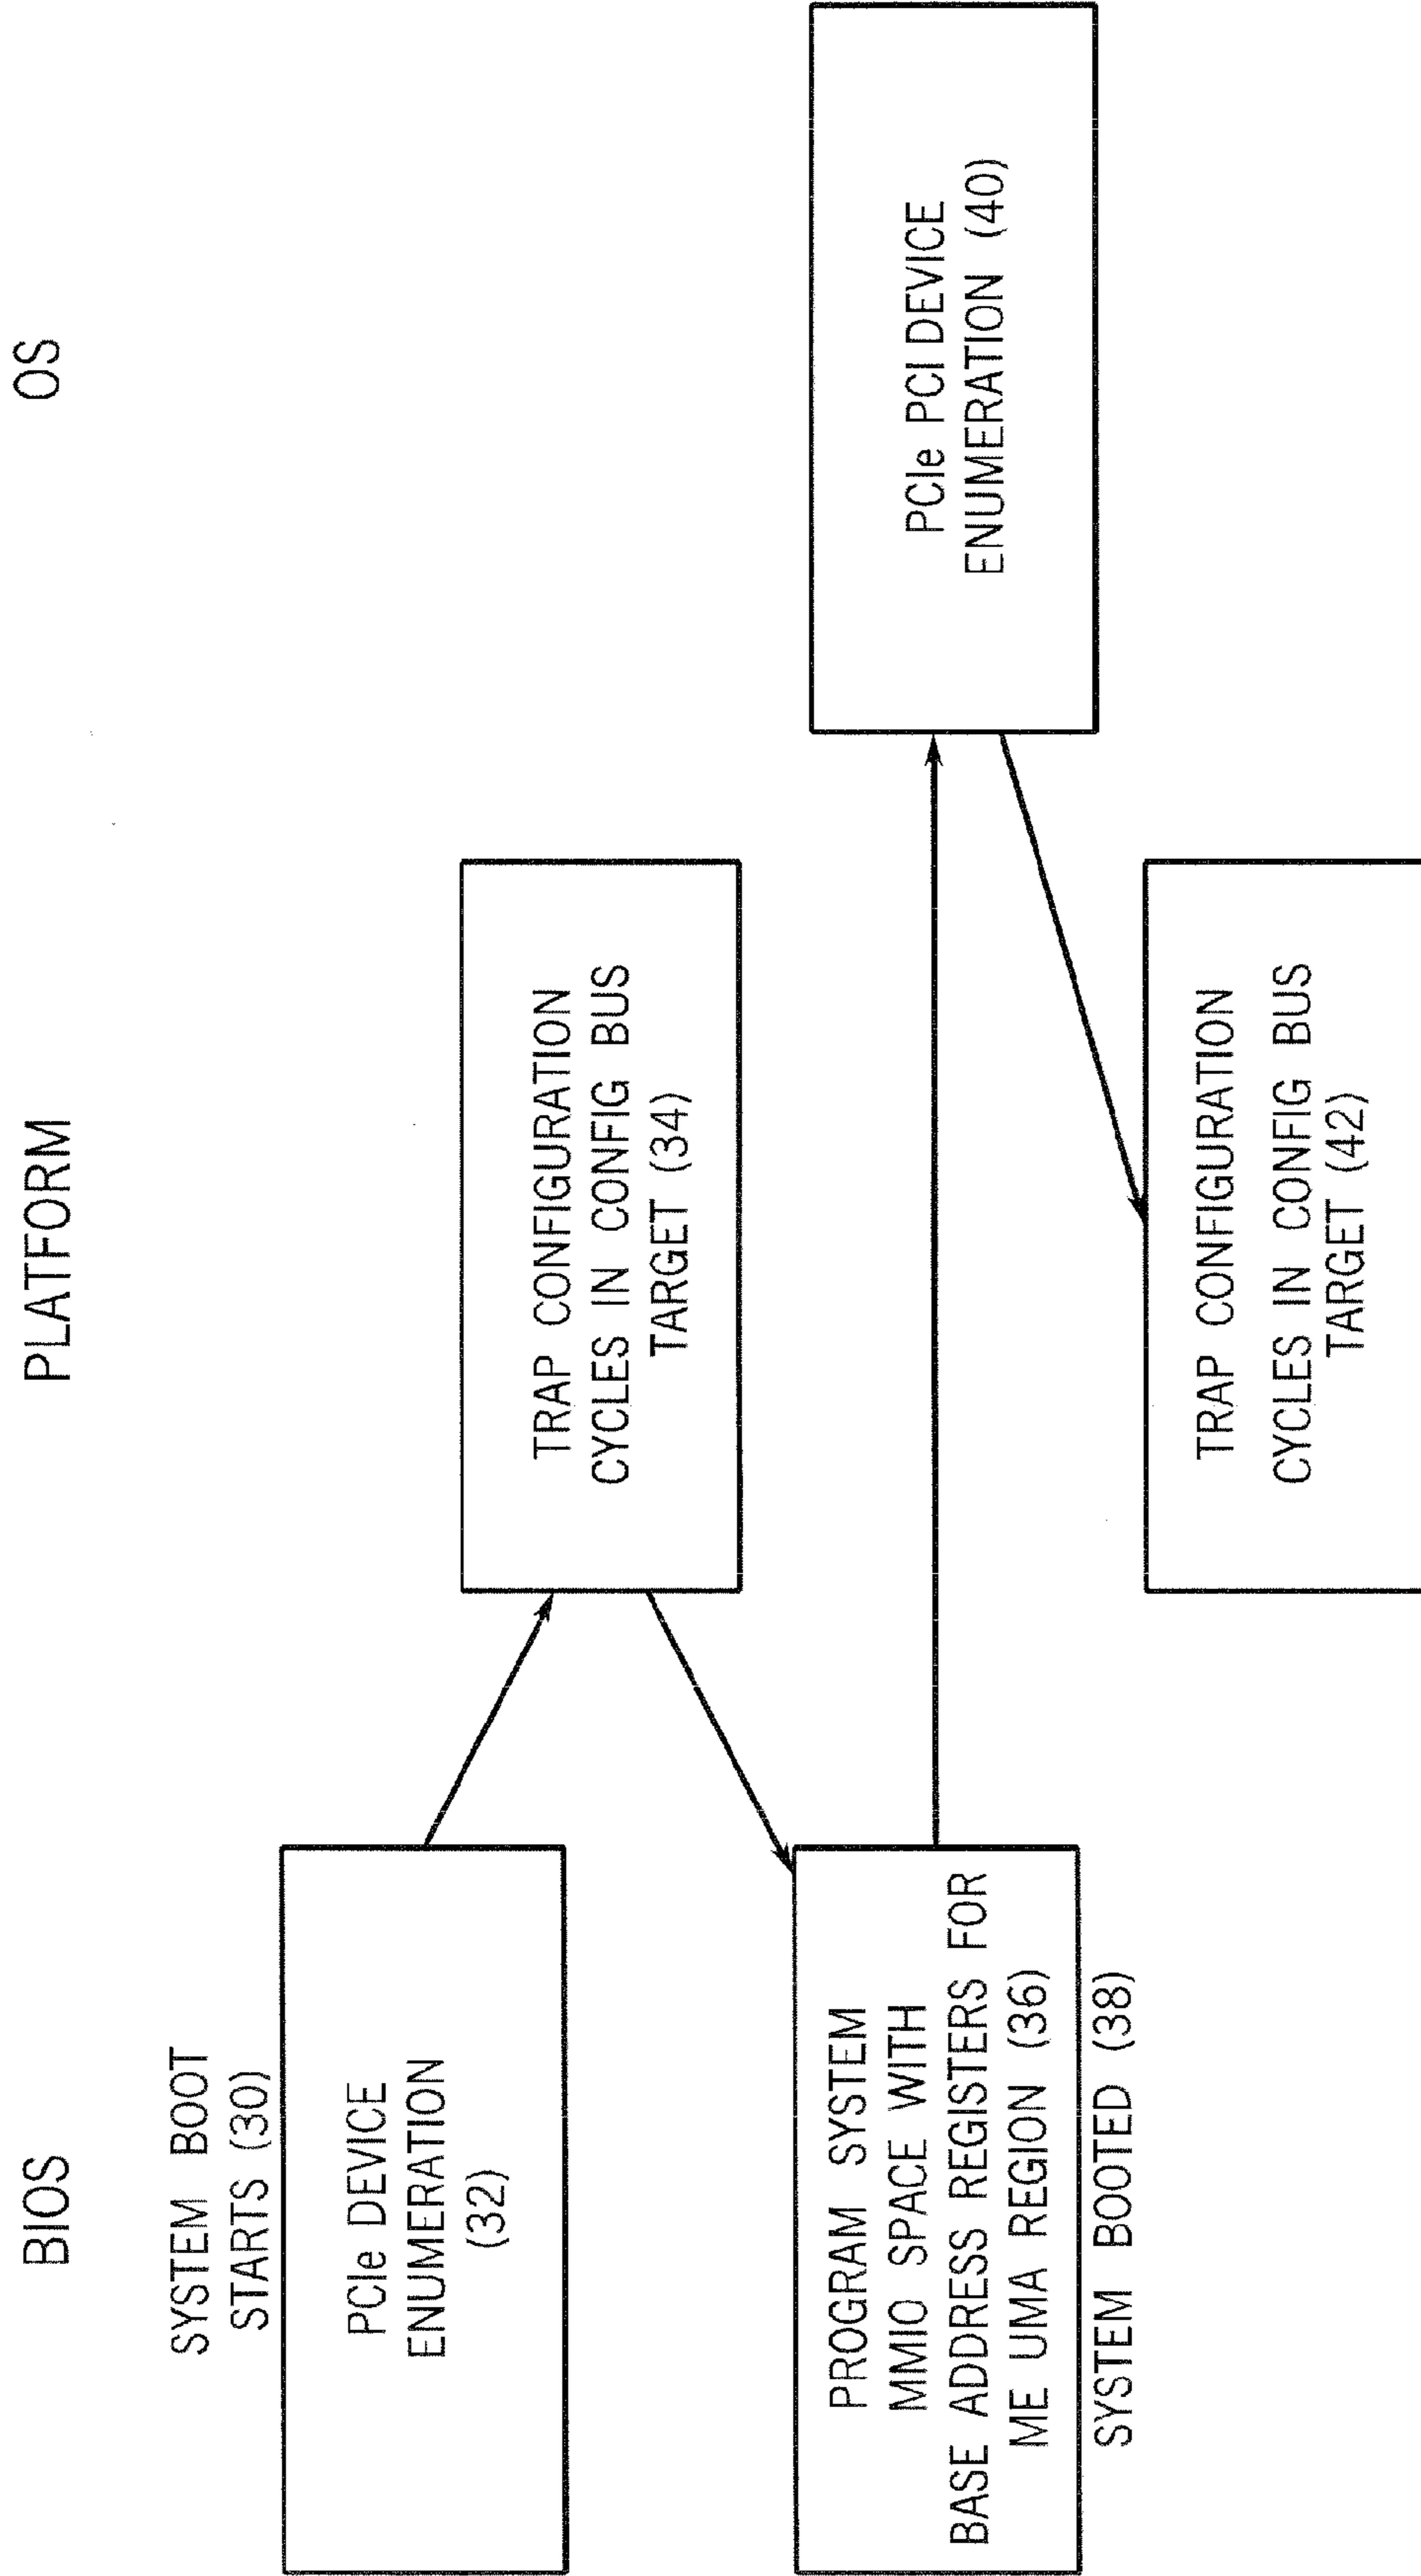 BIOS
PLATFORM
OS
SYSTEM BOOT
STARTS (30)
PCIe DEVICE
ENUMERATION
(32)
TRAP CONFIGURATION
CYCLES IN CONFIG BUS
TARGET (34)
PROGRAM SYSTEM
MMIO SPACE WITH
BASE ADDRESS REGISTERS FOR
ME UMA REGION (36)
SYSTEM BOOTED (38)
PCIe PCI DEVICE
ENUMERATION (40)
TRAP CONFIGURATION
CYCLES IN CONFIG BUS
TARGET (42)